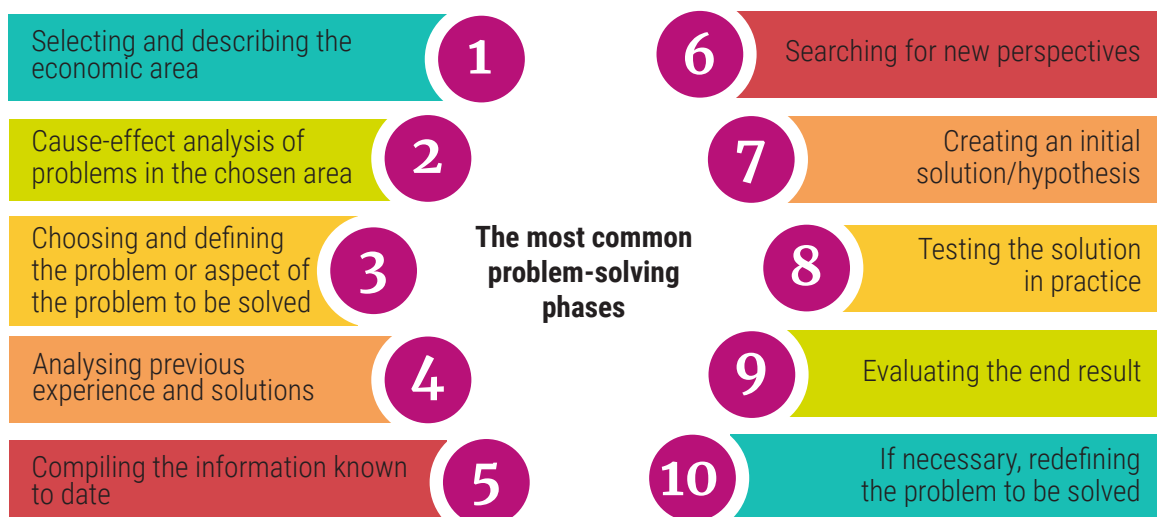 Selecting and describing the
economic area
1
Cause-effect analysis of
problems in the chosen area
2
Choosing and defining
the problem or aspect of
the problem to be solved
3
Analysing previous
experience and solutions
4
Compiling the information known
to date
5
The most common
problem-solving
phases
6
Searching for new perspectives
7
Creating an initial
solution/hypothesis
8
Testing the solution
in practice
9
Evaluating the end result
10
If necessary, redefining
the problem to be solved